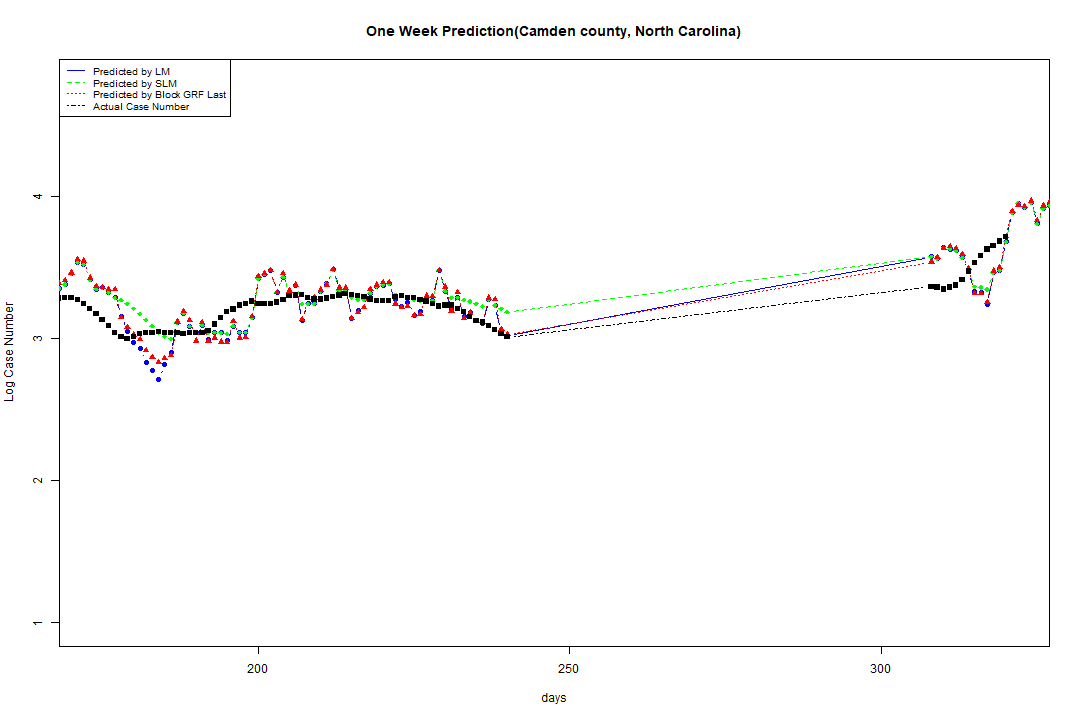 One Week Prediction(Camden county, North Carolina)
Predicted by LM
Predicted by SLM
Predicted by Block GRF Last
Actual Case Number
4
3
2
1
Log Case Number
200 250 300
days